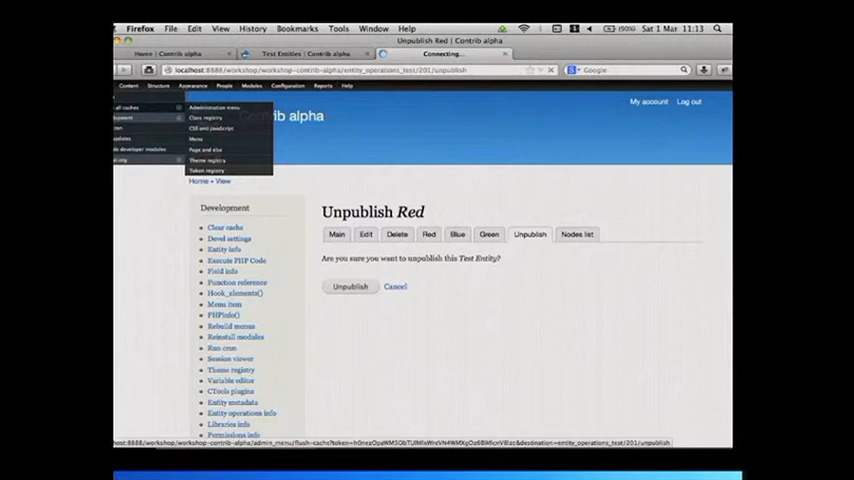 Firefox File Edit View History Bookmarks Tools Window Help (90%) Sat 1 Mar 11:13
Unpublish Red | Contrib alpha
Home | Contrib alpha Test Entities | Contrib alpha Connecting...
localhost:8888/workshop/workshop-contrib-alpha/entity_operations_test/201/unpublish Google
Content Structure Appearance People Modules Configuration Reports Help
My account Log out
all caches Administration menu
Class registry
CSS and JavaScript
Menu
developer modules Page and else
Theme registry
Token registry
alpha
Home » View
Development
Clear cache
Devel settings
Entity info
Execute PHP Code
Field info
Function reference
Hook_elements()
Menu item
PHPinfo()
Rebuild menus
Reinstall modules
Run cron
Session viewer
Theme registry
Variable editor
CTools plugins
Entity metadata
Entity operations info
Libraries info
Permissions info
Unpublish Red
Main Edit Delete Red Blue Green Unpublish Nodes list
Are you sure you want to unpublish this Test Entity?
Unpublish Cancel